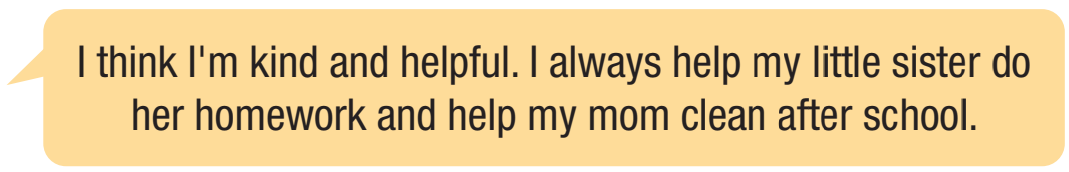 I think I'm kind and helpful. I always help my little sister do
her homework and help my mom clean after school.